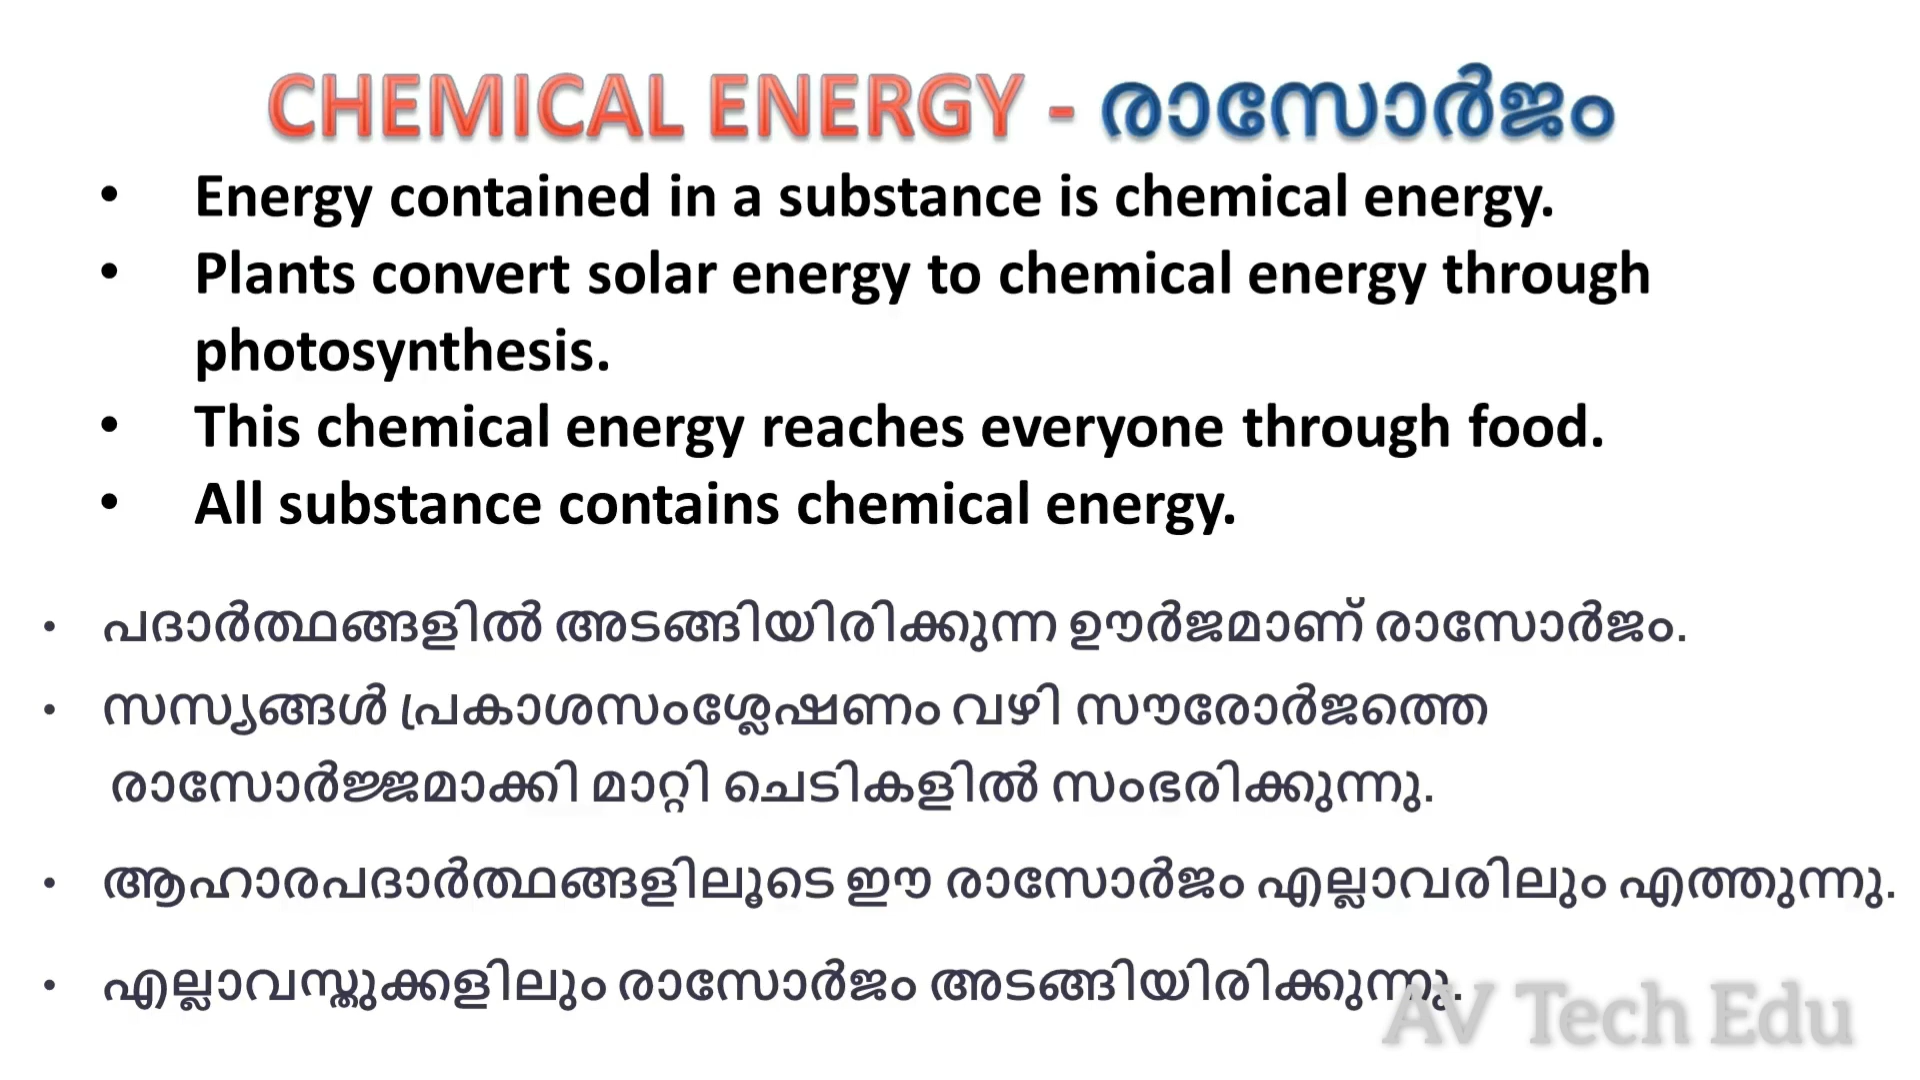 CHEMICAL ENERGY - രാസോർജം
• Energy contained in a substance is chemical energy.
• Plants convert solar energy to chemical energy through
photosynthesis.
• This chemical energy reaches everyone through food.
• All substance contains chemical energy.
• പദാർത്ഥങ്ങളിൽ അടങ്ങിയിരിക്കുന്ന ഊർജമാണ് രാസോർജം.
• സസ്യങ്ങൾ പ്രകാശസംശ്ലേഷണം വഴി സൗരോർജത്തെ
രാസോർജ്ജമാക്കി മാറ്റി ചെടികളിൽ സംഭരിക്കുന്നു.
• ആഹാരപദാർത്ഥങ്ങളിലൂടെ ഈ രാസോർജം എല്ലാവരിലും എത്തുന്നു.
• എല്ലാവസ്തുക്കളിലും രാസോർജം അടങ്ങിയിരിക്കുന്നു.
AV Tech Edu